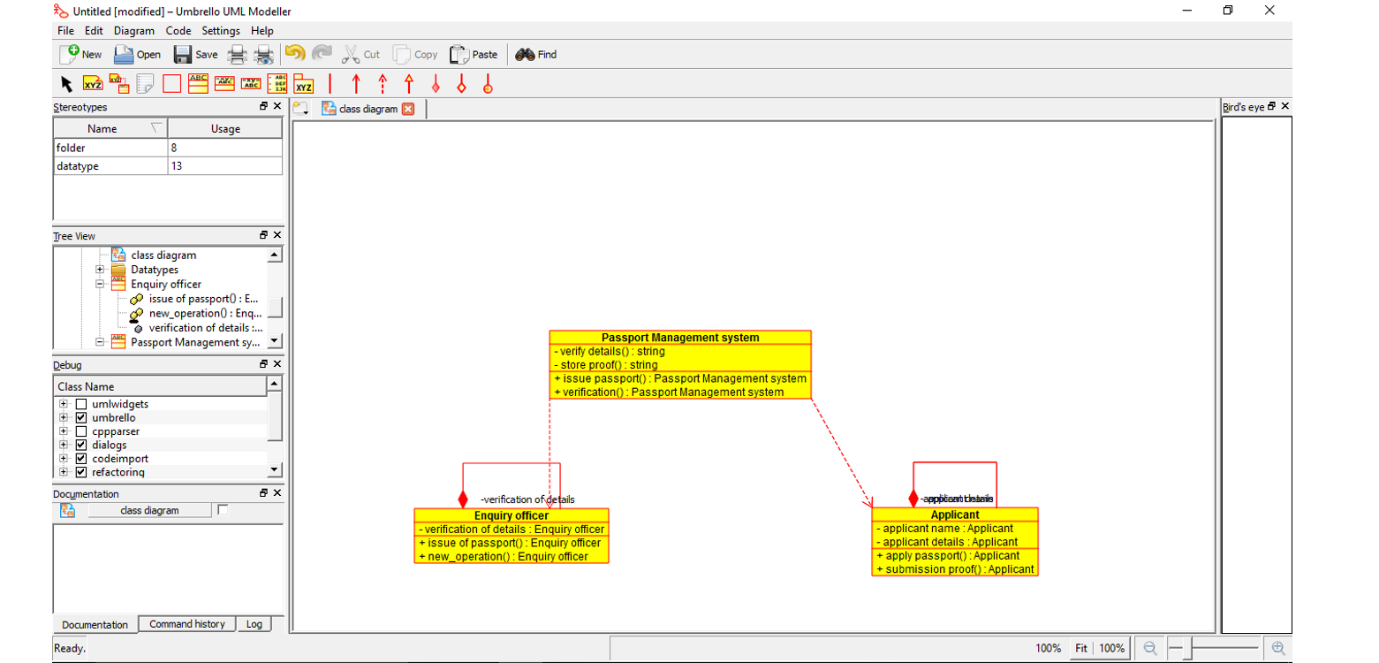 Untitled [modified] – Umbrello UML Modeller
File Edit Diagram Code Settings Help
New Open Save Cut Copy Paste Find
Stereotypes
Name Usage
folder 8
datatype 13
Tree View
class diagram
Datatypes
Enquiry officer
issue of passport() : E...
new_operation() : Enq...
verification of details :...
Passport Management sy...
Debug
Class Name
umlwidgets
umbrello
cppparser
dialogs
codeimport
refactoring
Documentation
class diagram
Documentation Command history Log
Ready.
class diagram
Passport Management system
- verify details() : string
- store proof() : string
+ issue passport() : Passport Management system
+ verification() : Passport Management system
-verification of details
Enquiry officer
- verification of details : Enquiry officer
+ issue of passport() : Enquiry officer
+ new_operation() : Enquiry officer
Applicant
- applicant name : Applicant
- applicant details : Applicant
+ apply passport() : Applicant
+ submission proof() : Applicant
Bird's eye
100% Fit 100%